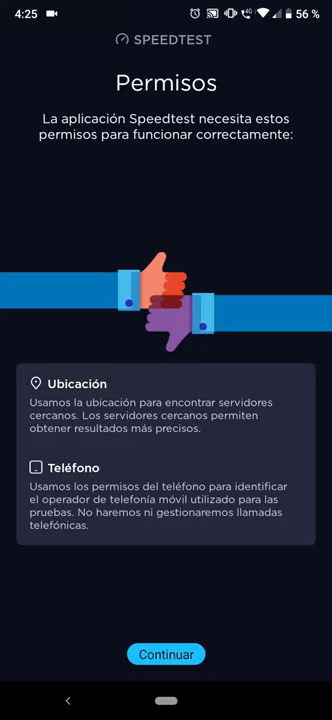 4:25
4G
56 %
SPEEDTEST
Permisos
La aplicación Speedtest necesita estos
permisos para funcionar correctamente:
Ubicación
Usamos la ubicación para encontrar servidores
cercanos. Los servidores cercanos permiten
obtener resultados más precisos.
Teléfono
Usamos los permisos del teléfono para identificar
el operador de telefonía móvil utilizado para las
pruebas. No haremos ni gestionaremos llamadas
telefónicas.
Continuar